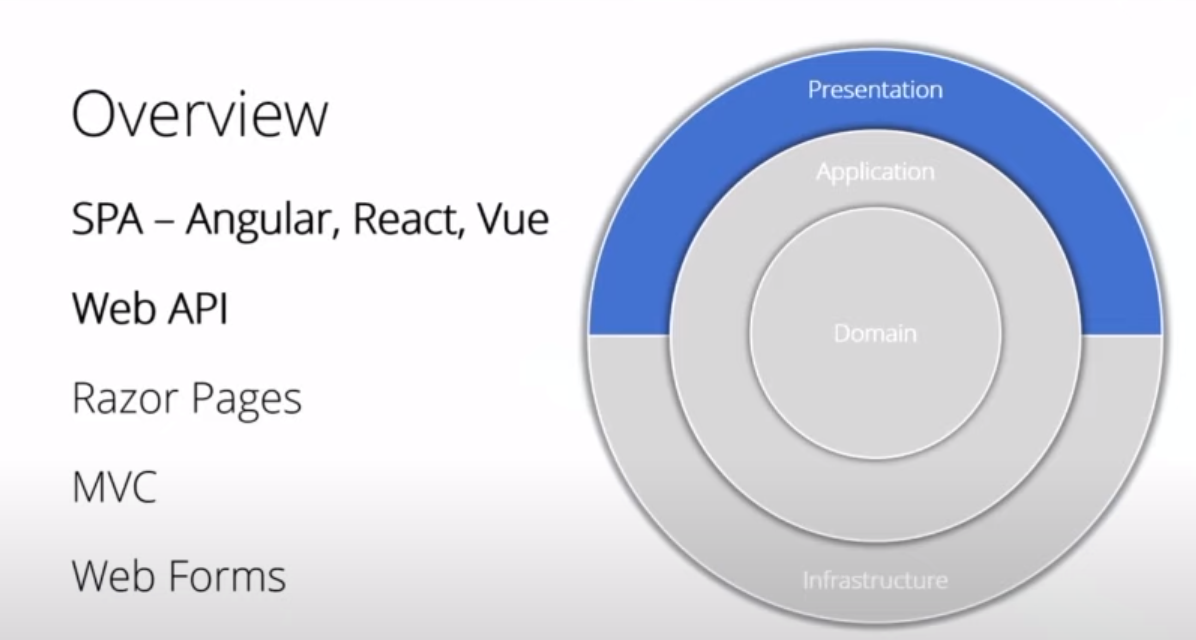 Overview
SPA – Angular, React, Vue
Web API
Razor Pages
MVC
Web Forms
Presentation
Application
Domain
Infrastructure